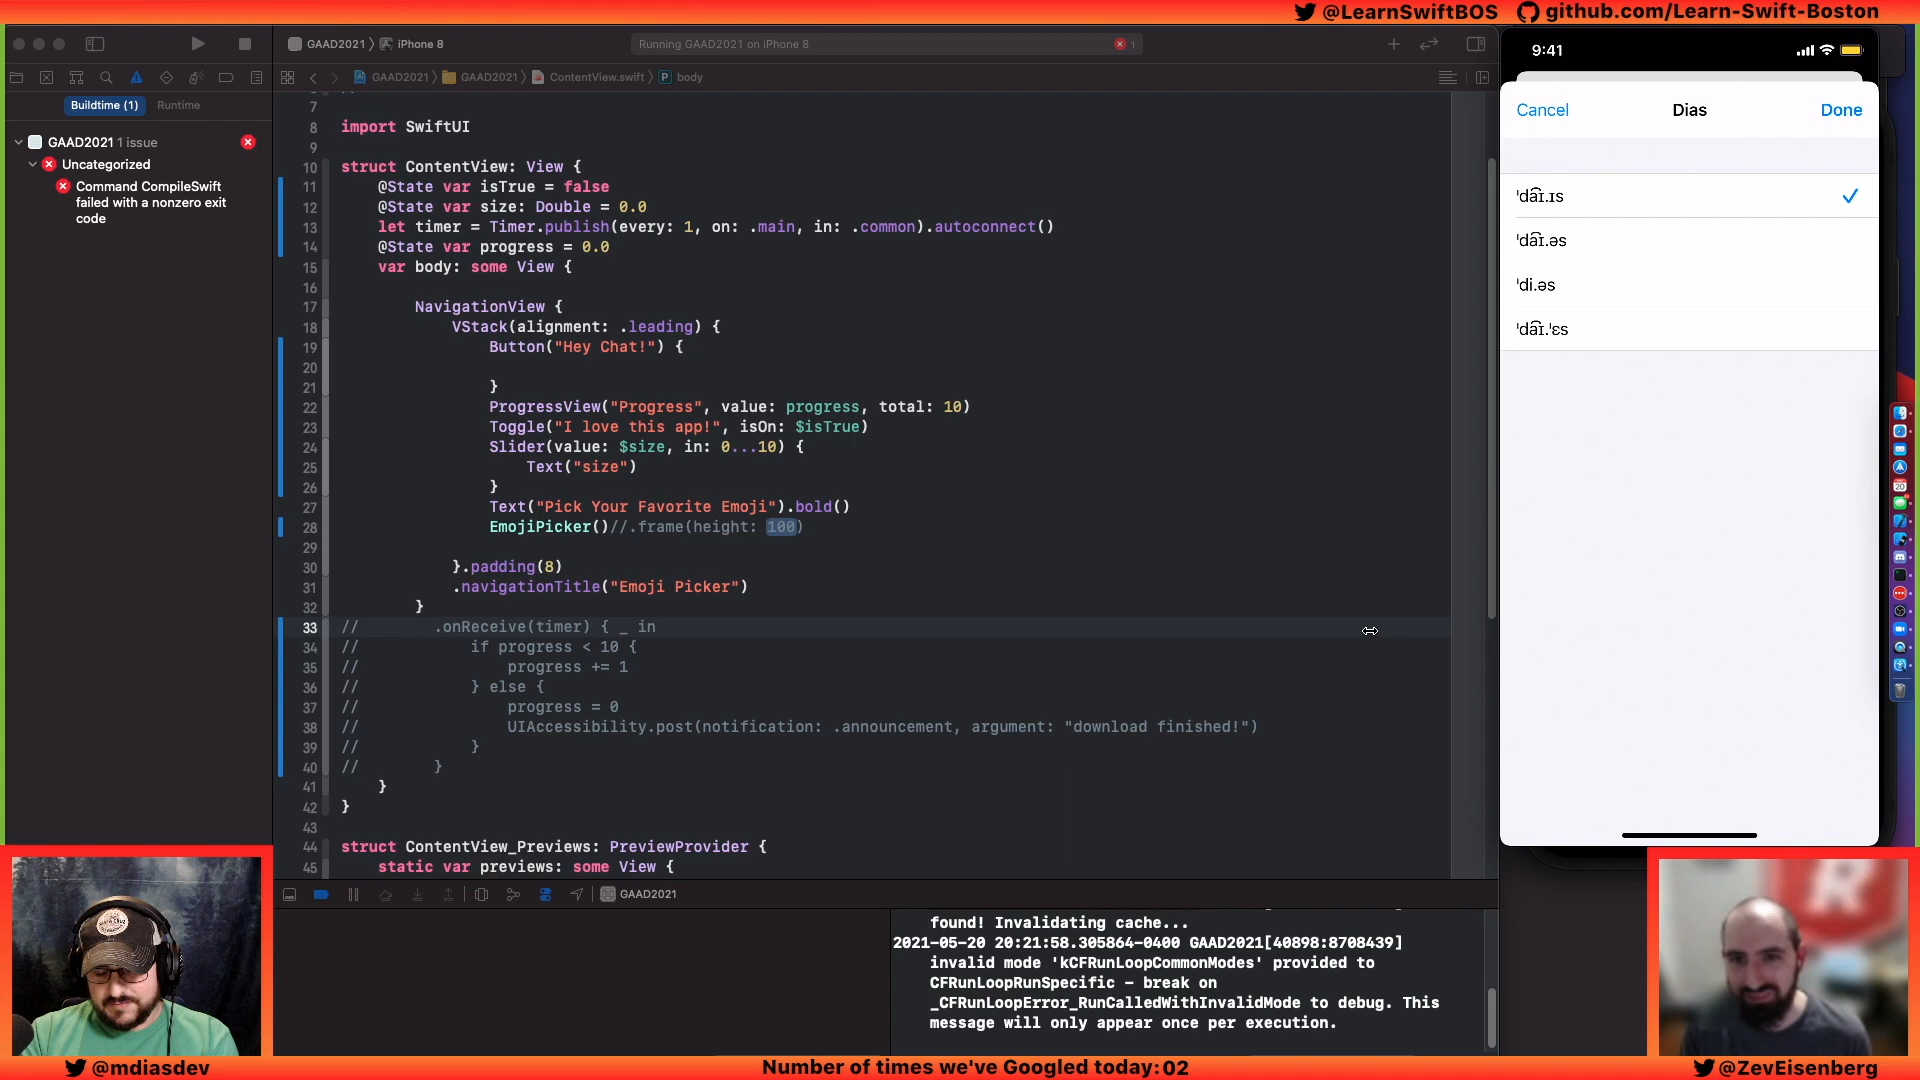 @LearnSwiftBOS github.com/Learn-Swift-Boston
GAAD2021 iPhone 8
Running GAAD2021 on iPhone 8
1
GAAD2021 GAAD2021 ContentView.swift body
Buildtime (1) Runtime
GAAD2021 1 issue
Uncategorized
Command CompileSwift
failed with a nonzero exit
code
7
8 import SwiftUI
9
10 struct ContentView: View {
11 @State var isTrue = false
12 @State var size: Double = 0.0
13 let timer = Timer.publish(every: 1, on: .main, in: .common).autoconnect()
14 @State var progress = 0.0
15 var body: some View {
16
17 NavigationView {
18 VStack(alignment: .leading) {
19 Button("Hey Chat!") {
20
21 }
22 ProgressView("Progress", value: progress, total: 10)
23 Toggle("I love this app!", isOn: $isTrue)
24 Slider(value: $size, in: 0...10) {
25 Text("size")
26 }
27 Text("Pick Your Favorite Emoji").bold()
28 EmojiPicker()//.frame(height: 100)
29
30 }.padding(8)
31 .navigationTitle("Emoji Picker")
32 }
33 // .onReceive(timer) { _ in
34 // if progress < 10 {
35 // progress += 1
36 // } else {
37 // progress = 0
38 // UIAccessibility.post(notification: .announcement, argument: "download finished!")
39 // }
40 // }
41 }
42 }
43
44 struct ContentView_Previews: PreviewProvider {
45 static var previews: some View {
GAAD2021
found! Invalidating cache...
2021-05-20 20:21:58.305864-0400 GAAD2021[40898:8708439]
invalid mode 'kCFRunLoopCommonModes' provided to
CFRunLoopRunSpecific - break on
_CFRunLoopError_RunCalledWithInvalidMode to debug. This
message will only appear once per execution.
9:41
Cancel Dias Done
ˈda͡ɪ.ɪs
ˈda͡ɪ.əs
ˈdi.əs
ˈda͡ɪ.ˈɛs
@mdiasdev
Number of times we've Googled today: 02
@ZevEisenberg